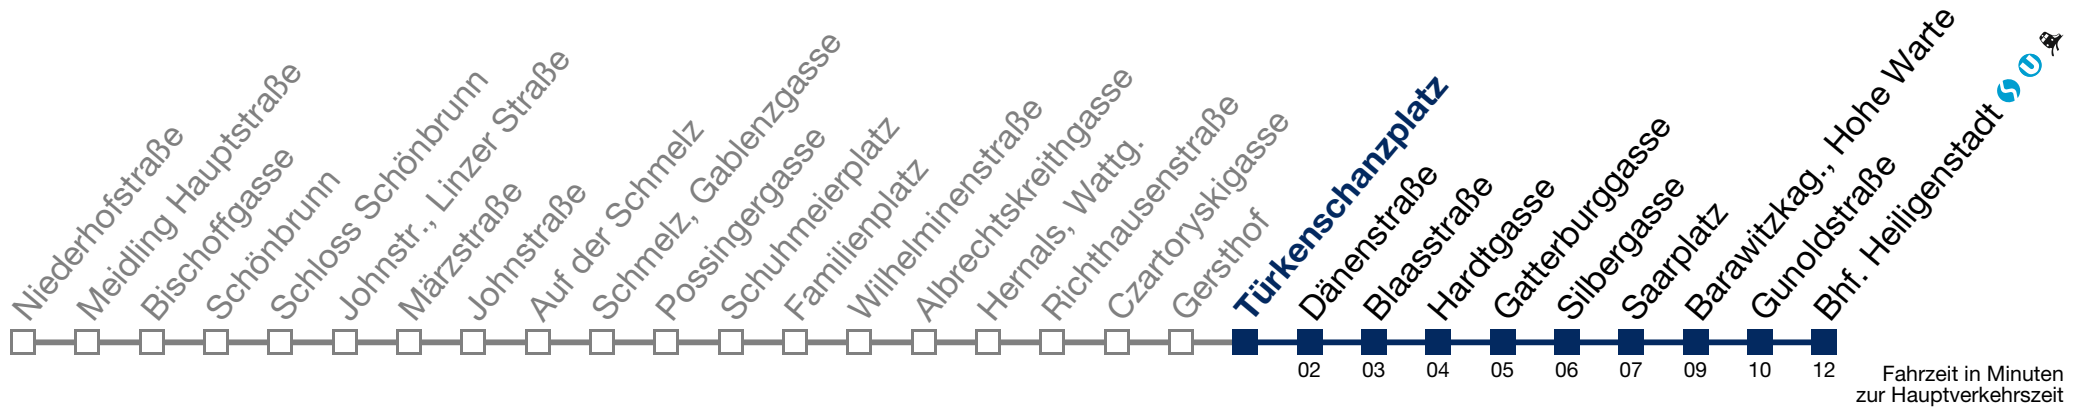 Niederhofstraße
Meidling Hauptstraße
Bischoffgasse
Schönbrunn
Schloss Schönbrunn
Johnstr., Linzer Straße
Märzstraße
Johnstraße
Auf der Schmelz
Schmelz, Gablenzgasse
Possingergasse
Schuhmeierplatz
Familienplatz
Wilhelminenstraße
Albrechtskreithgasse
Hernals, Wattg.
Richthausenstraße
Czartoryskigasse
Gersthof
Türkenschanzplatz
Dänenstraße
Blaasstraße
Hardtgasse
Gatterburggasse
Silbergasse
Saarplatz
Barawitzkag., Hohe Warte
Gunoldstraße
Bhf. Heiligenstadt S U
02 03 04 05 06 07 09 10 12
Fahrzeit in Minuten
zur Hauptverkehrszeit